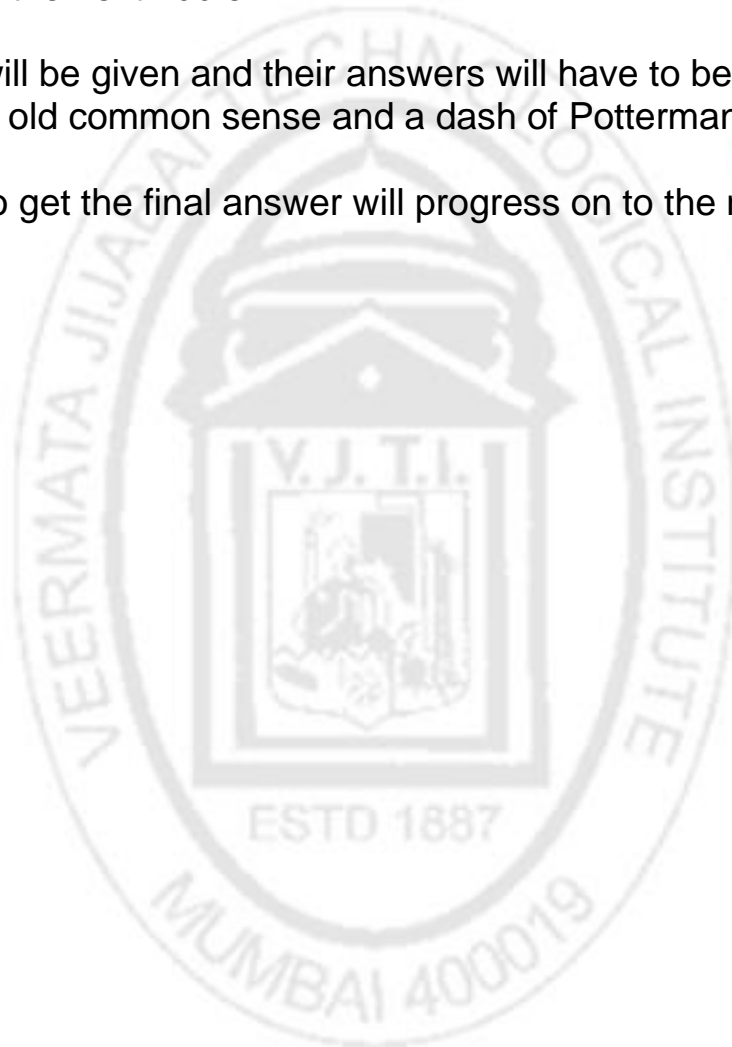 will be given and their answers will have to be
old common sense and a dash of Potterman
get the final answer will progress on to the
VEERMATA JIJABAI TECHNOLOGICAL INSTITUTE
V. J. T. I.
ESTD 1887
MUMBAI 400019